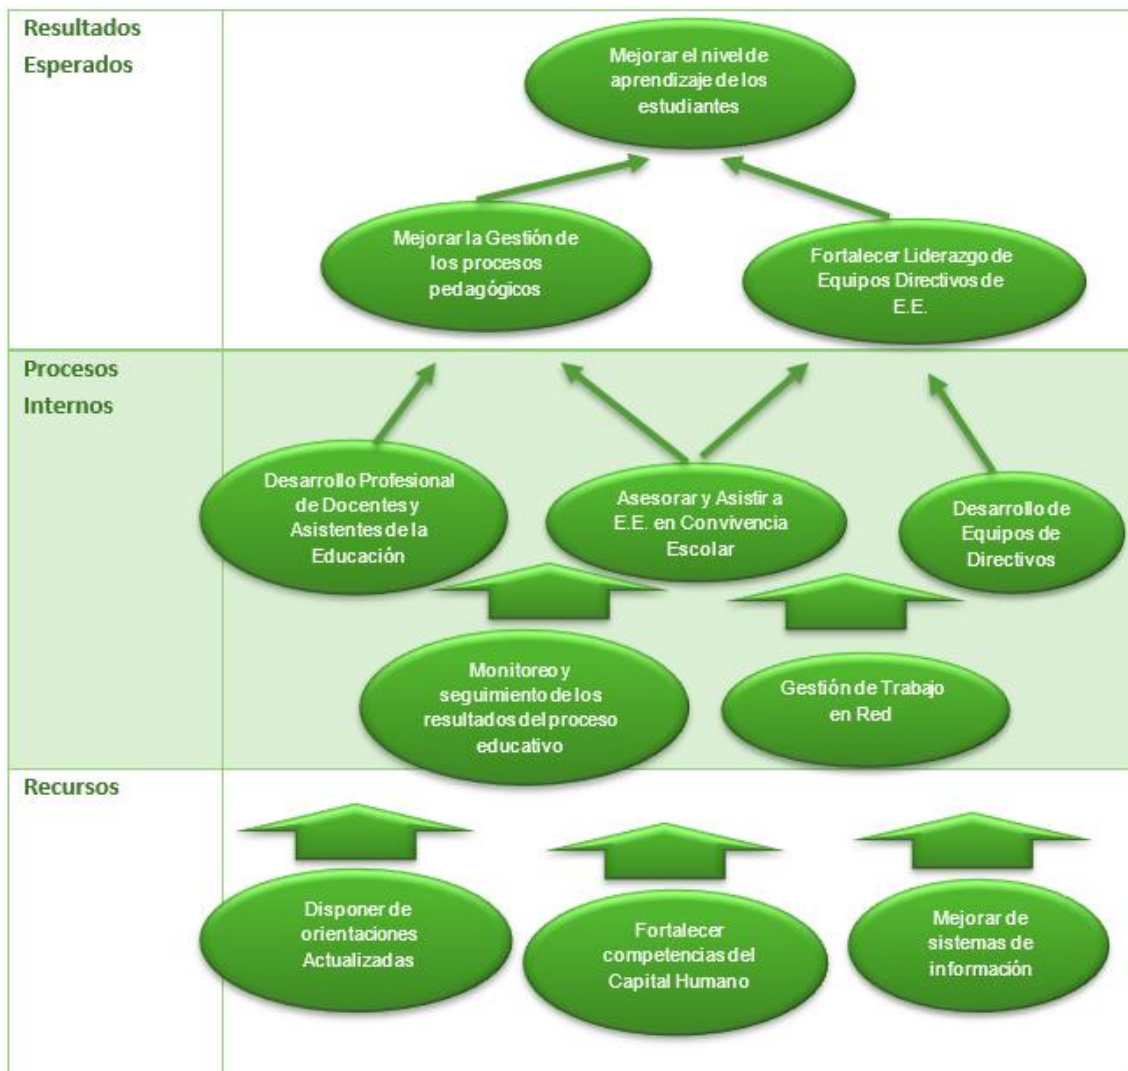 Resultados
Esperados
Mejorar el nivel de
aprendizaje de los
estudiantes
Mejorar la Gestión de
los procesos
pedagógicos
Fortalecer Liderazgo de
Equipos Directivos de
E.E.
Procesos
Internos
Desarrollo Profesional
de Docentes y
Asistentes de la
Educación
Asesorar y Asistir a
E.E. en Convivencia
Escolar
Desarrollo de
Equipos de
Directivos
Monitoreo y
seguimiento de los
resultados del proceso
educativo
Gestión de Trabajo
en Red
Recursos
Disponer de
orientaciones
Actualizadas
Fortalecer
competencias del
Capital Humano
Mejorar de
sistemas de
información